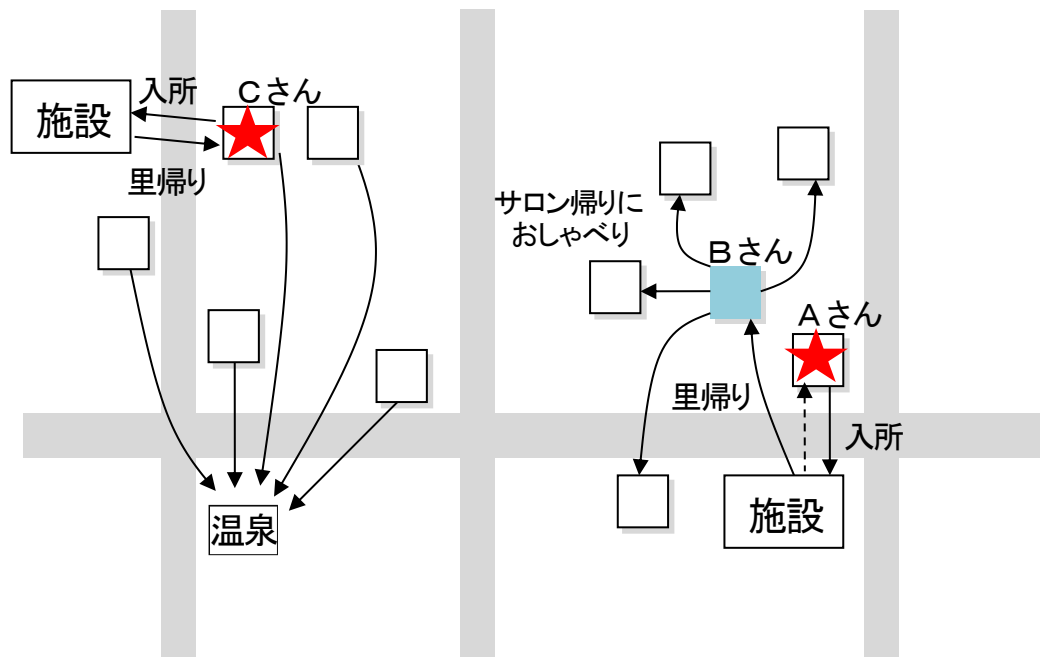 入所
Ｃさん
施設
里帰り
温泉
サロン帰りに
おしゃべり
Ｂさん
Ａさん
里帰り
入所
施設